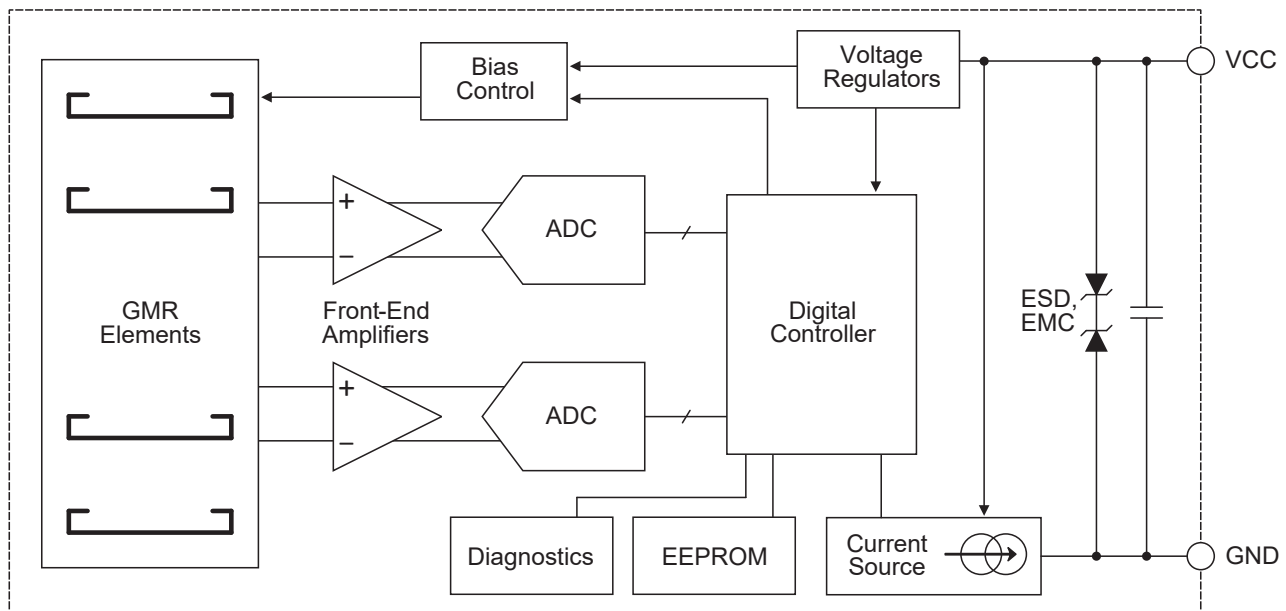 Voltage
Regulators
VCC
Bias
Control
+
−
ADC
GMR
Elements
Front-End
Amplifiers
Digital
Controller
ESD,
EMC
+
−
ADC
Diagnostics
EEPROM
Current
Source
GND